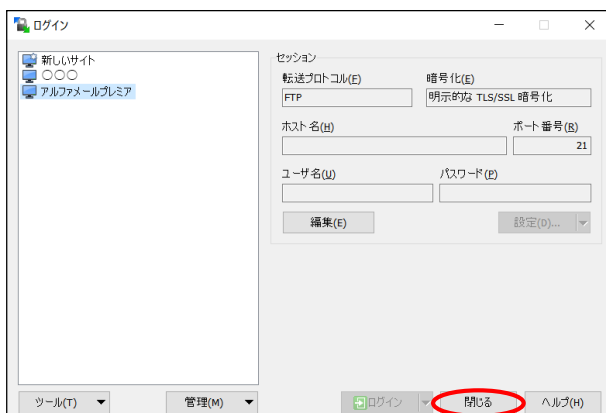 ログイン
新しいサイト
○○○
アルファメールプレミア
セッション
転送プロトコル(F)
暗号化(E)
FTP
明示的な TLS/SSL 暗号化
ホスト名(H)
ポート番号(R)
21
ユーザ名(U)
パスワード(P)
編集(E)
設定(D)...
ツール(T)
管理(M)
ログイン
閉じる
ヘルプ(H)